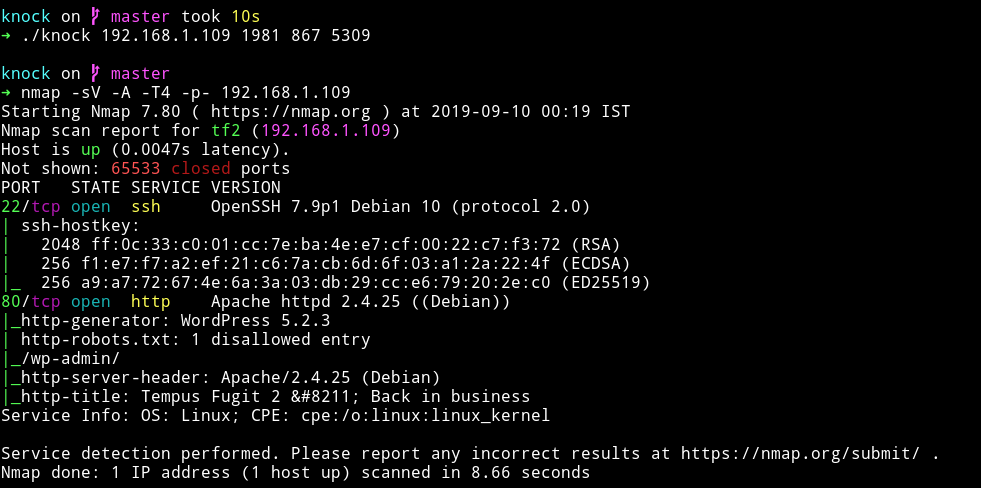 knock on master took 10s
➜ ./knock 192.168.1.109 1981 867 5309
knock on master
➜ nmap -sV -A -T4 -p- 192.168.1.109
Starting Nmap 7.80 ( https://nmap.org ) at 2019-09-10 00:19 IST
Nmap scan report for tf2 (192.168.1.109)
Host is up (0.0047s latency).
Not shown: 65533 closed ports
PORT   STATE SERVICE VERSION
22/tcp open  ssh     OpenSSH 7.9p1 Debian 10 (protocol 2.0)
| ssh-hostkey:
|   2048 ff:0c:33:c0:01:cc:7e:ba:4e:e7:cf:00:22:c7:f3:72 (RSA)
|   256 f1:e7:f7:a2:ef:21:c6:7a:cb:6d:6f:03:a1:2a:22:4f (ECDSA)
|_  256 a9:a7:72:67:4e:6a:3a:03:db:29:cc:e6:79:20:2e:c0 (ED25519)
80/tcp open  http    Apache httpd 2.4.25 ((Debian))
|_http-generator: WordPress 5.2.3
| http-robots.txt: 1 disallowed entry
|_/wp-admin/
|_http-server-header: Apache/2.4.25 (Debian)
|_http-title: Tempus Fugit 2 &#8211; Back in business
Service Info: OS: Linux; CPE: cpe:/o:linux:linux_kernel
Service detection performed. Please report any incorrect results at https://nmap.org/submit/ .
Nmap done: 1 IP address (1 host up) scanned in 8.66 seconds